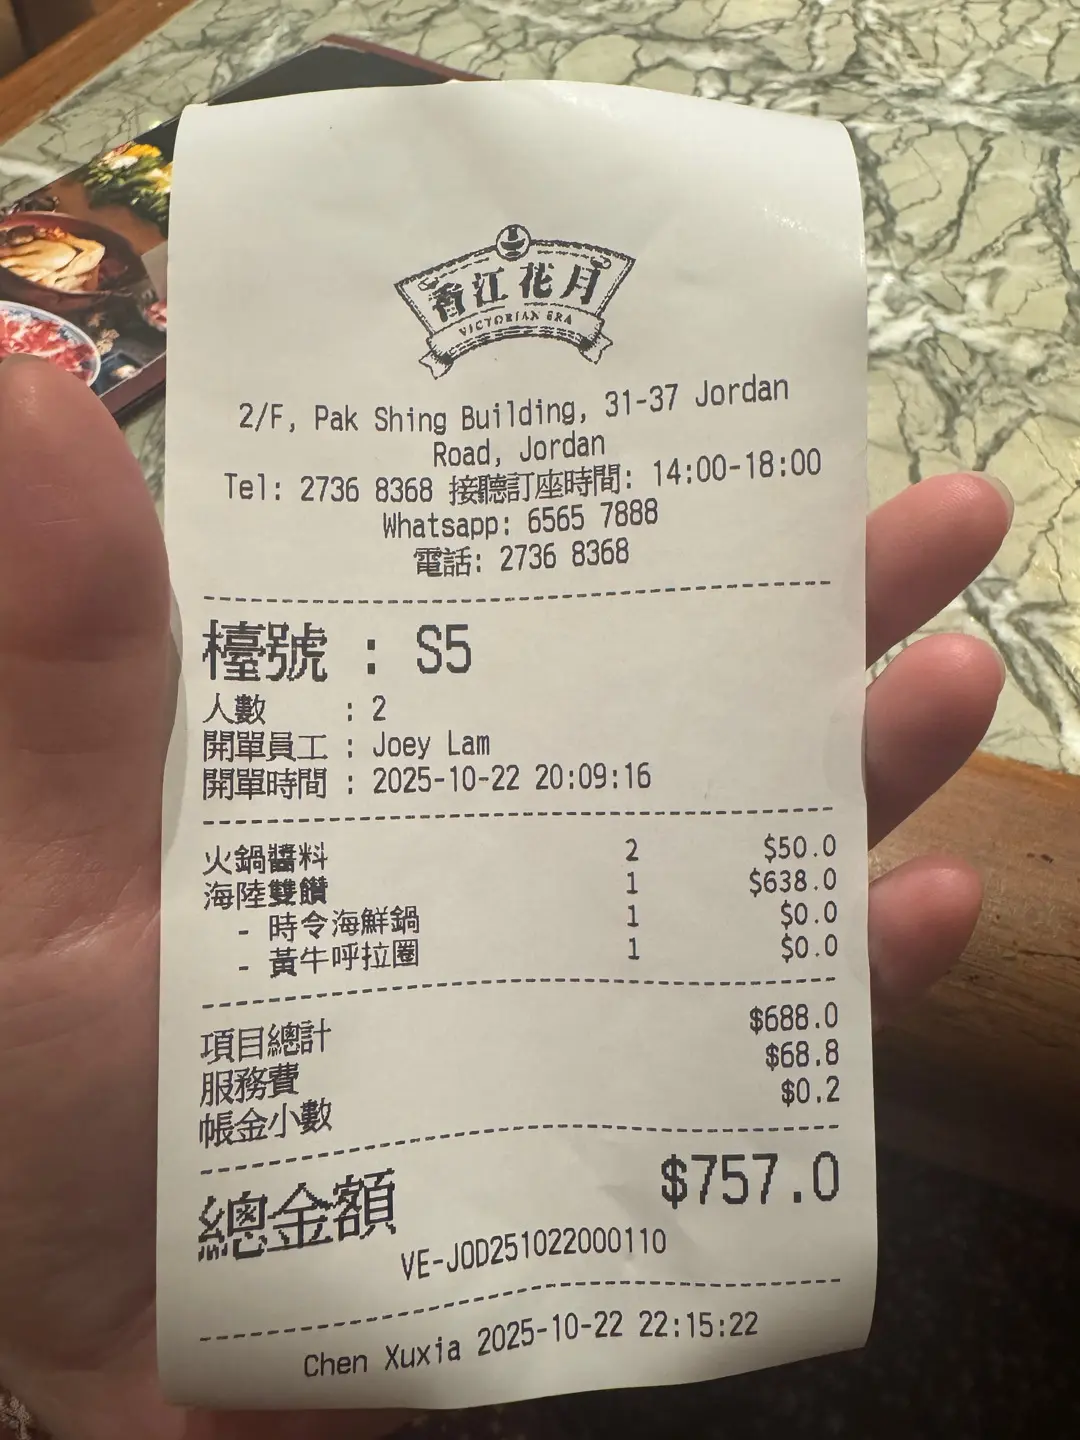 香江花月
VICTORIAN ERA
2/F, Pak Shing Building, 31-37 Jordan
Road, Jordan
Tel: 2736 8368 接聽訂座時間: 14:00-18:00
Whatsapp: 6565 7888
電話: 2736 8368
檯號 : S5
人數 : 2
開單員工 : Joey Lam
開單時間 : 2025-10-22 20:09:16
火鍋醬料 2 $50.0
海陸雙鑽 1 $638.0
- 時令海鮮鍋 1 $0.0
- 黃牛呼拉圈 1 $0.0
項目總計 $688.0
服務費 $68.8
帳金小數 $0.2
總金額 $757.0
VE-JOD251022000110
Chen Xuxia 2025-10-22 22:15:22